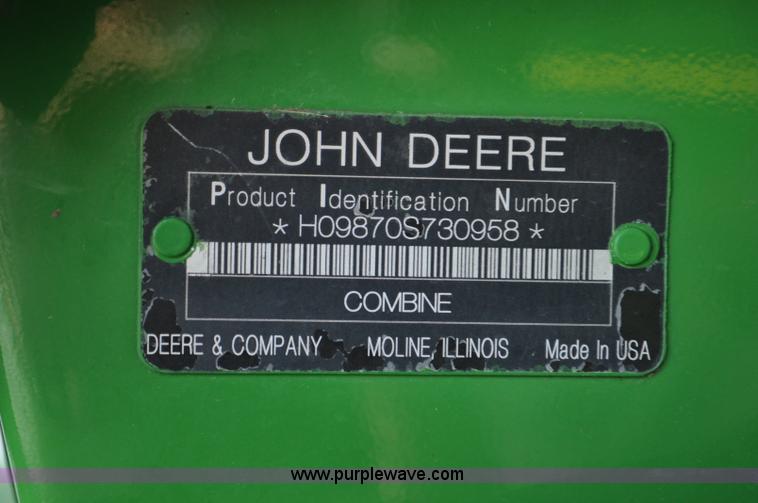 JOHN DEERE
Product Identification Number
* H09870S730958 *
COMBINE
DEERE & COMPANY MOLINE, ILLINOIS Made In USA
www.purplewave.com